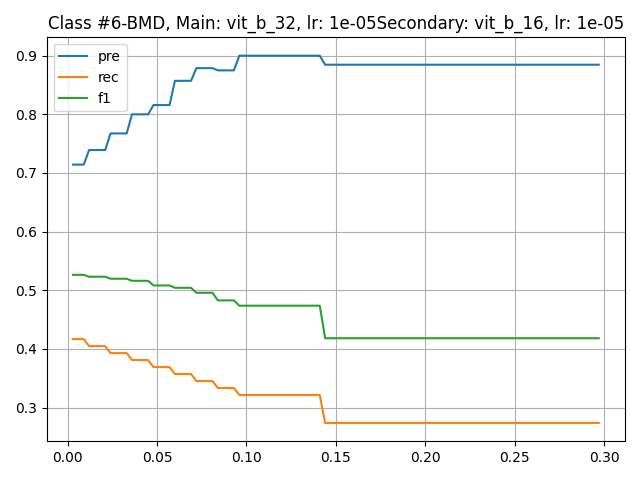 Class #6-BMD, Main: vit_b_32, lr: 1e-05Secondary: vit_b_16, lr: 1e-05
pre
rec
f1
0.9
0.8
0.7
0.6
0.5
0.4
0.3
0.00 0.05 0.10 0.15 0.20 0.25 0.30